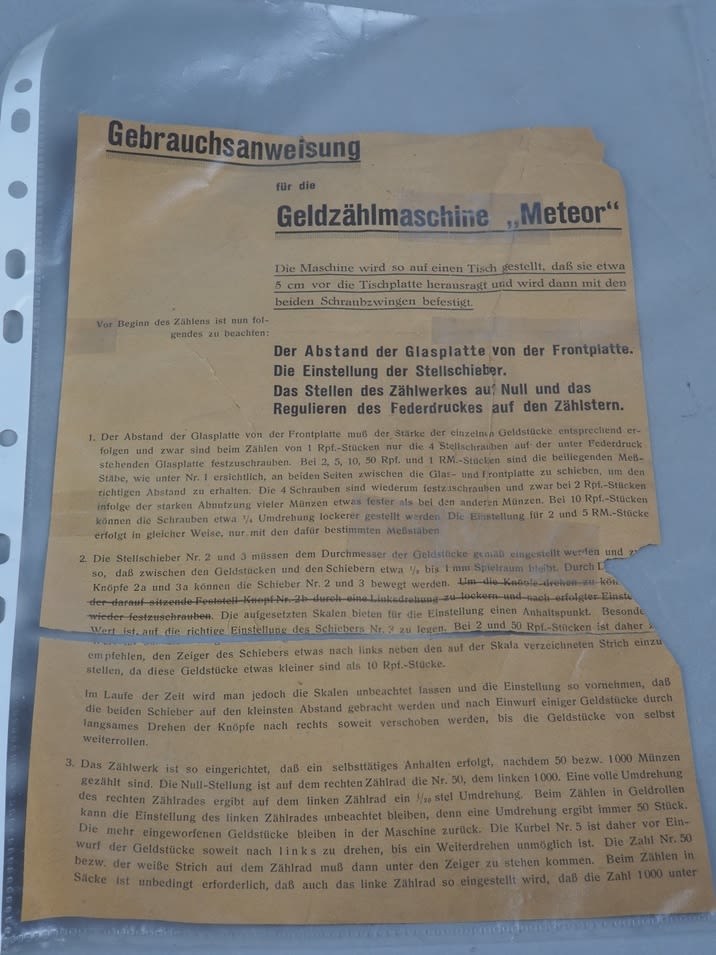 Gebrauchsanweisung
für die
Geldzählmaschine „Meteor“
Die Maschine wird so auf einen Tisch gestellt, daß sie etwa
5 cm vor die Tischplatte herausragt und wird dann mit den
beiden Schraubzwingen befestigt.
Vor Beginn des Zählens ist nun fol-
gendes zu beachten:
Der Abstand der Glasplatte von der Frontplatte.
Die Einstellung der Stellschieber.
Das Stellen des Zählwerkes auf Null und das
Regulieren des Federdruckes auf den Zählstern.
1. Der Abstand der Glasplatte von der Frontplatte muß der Stärke der einzelnen Geldstücke entsprechend er-
folgen und zwar sind beim Zählen von 1 Rpf.-Stücken nur die 4 Stellschrauben auf der unter Federdruck
stehenden Glasplatte festzuschrauben. Bei 2, 5, 10, 50 Rpf. und 1 RM.-Stücken sind die beiliegenden Meß-
Stäbe, wie unter Nr. 1 ersichtlich, an beiden Seiten zwischen die Glas- und Frontplatte zu schieben, um den
richtigen Abstand zu erhalten. Die 4 Schrauben sind wiederum festzuschrauben und zwar bei 2 Rpf.-Stücken
infolge der starken Abnutzung vieler Münzen etwas fester als bei den anderen Münzen. Bei 10 Rpf.-Stücken
können die Schrauben etwa 1/4 Umdrehung lockerer gestellt werden. Die Einstellung für 2 und 5 RM.-Stücke
erfolgt in gleicher Weise, nur mit den dafür bestimmten Meßstäben
2. Die Stellschieber Nr. 2 und 3 müssen dem Durchmesser der Geldstücke gemäß eingestellt werden und
so, daß zwischen den Geldstücken und den Schiebern etwa 1/2 bis 1 mm Spielraum bleibt. Durch
Knöpfe 2a und 3a können die Schieber Nr. 2 und 3 bewegt werden. Um die Knöpfe drehen zu
der darauf sitzende Feststell-Knopf Nr. 2b durch eine Linksdrehung zu lockern und nach erfolgter
wieder festzuschrauben. Die aufgesetzten Skalen bieten für die Einstellung einen Anhaltspunkt.
Wert ist auf die richtige Einstellung des Schiebers Nr. 3 zu legen. Bei 2 und 50 Rpf.-Stücken ist daher
empfehlen, den Zeiger des Schiebers etwas nach links neben den auf der Skala verzeichneten Strich einzu
stellen, da diese Geldstücke etwas kleiner sind als 10 Rpf.-Stücke.
Im Laufe der Zeit wird man jedoch die Skalen unbeachtet lassen und die Einstellung so vornehmen, daß
die beiden Schieber auf den kleinsten Abstand gebracht werden und nach Einwurf einiger Geldstücke durch
langsames Drehen der Knöpfe nach rechts soweit verschoben werden, bis die Geldstücke von selbst
weiterrollen.
3. Das Zählwerk ist so eingerichtet, daß ein selbsttätiges Anhalten erfolgt, nachdem 50 bezw. 1000 Münzen
gezählt sind. Die Null-Stellung ist auf dem rechten Zählrad die Nr. 50, dem linken 1000. Eine volle Umdrehung
des rechten Zählrades ergibt auf dem linken Zählrad ein 1/20 stel Umdrehung. Beim Zählen in Geldrollen
kann die Einstellung des linken Zählrades unbeachtet bleiben, denn eine Umdrehung ergibt immer 50 Stück.
Die mehr eingeworfenen Geldstücke bleiben in der Maschine zurück. Die Kurbel Nr. 5 ist daher vor Ein-
wurf der Geldstücke soweit nach links zu drehen, bis ein Weiterdrehen unmöglich ist. Die Zahl Nr. 50
bezw. der weiße Strich auf dem Zählrad muß dann unter den Zeiger zu stehen kommen. Beim Zählen in
Säcke ist unbedingt erforderlich, daß auch das linke Zählrad so eingestellt wird, daß die Zahl 1000 unter